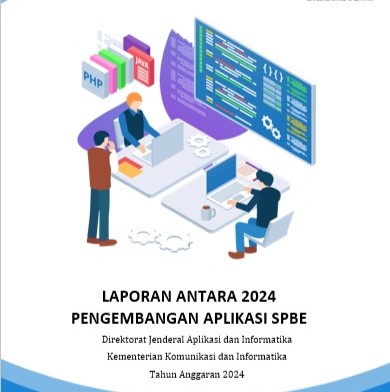 PHP
JAVA
{ } { }
LAPORAN ANTARA 2024
PENGEMBANGAN APLIKASI SPBE
Direktorat Jenderal Aplikasi dan Informatika
Kementerian Komunikasi dan Informatika
Tahun Anggaran 2024